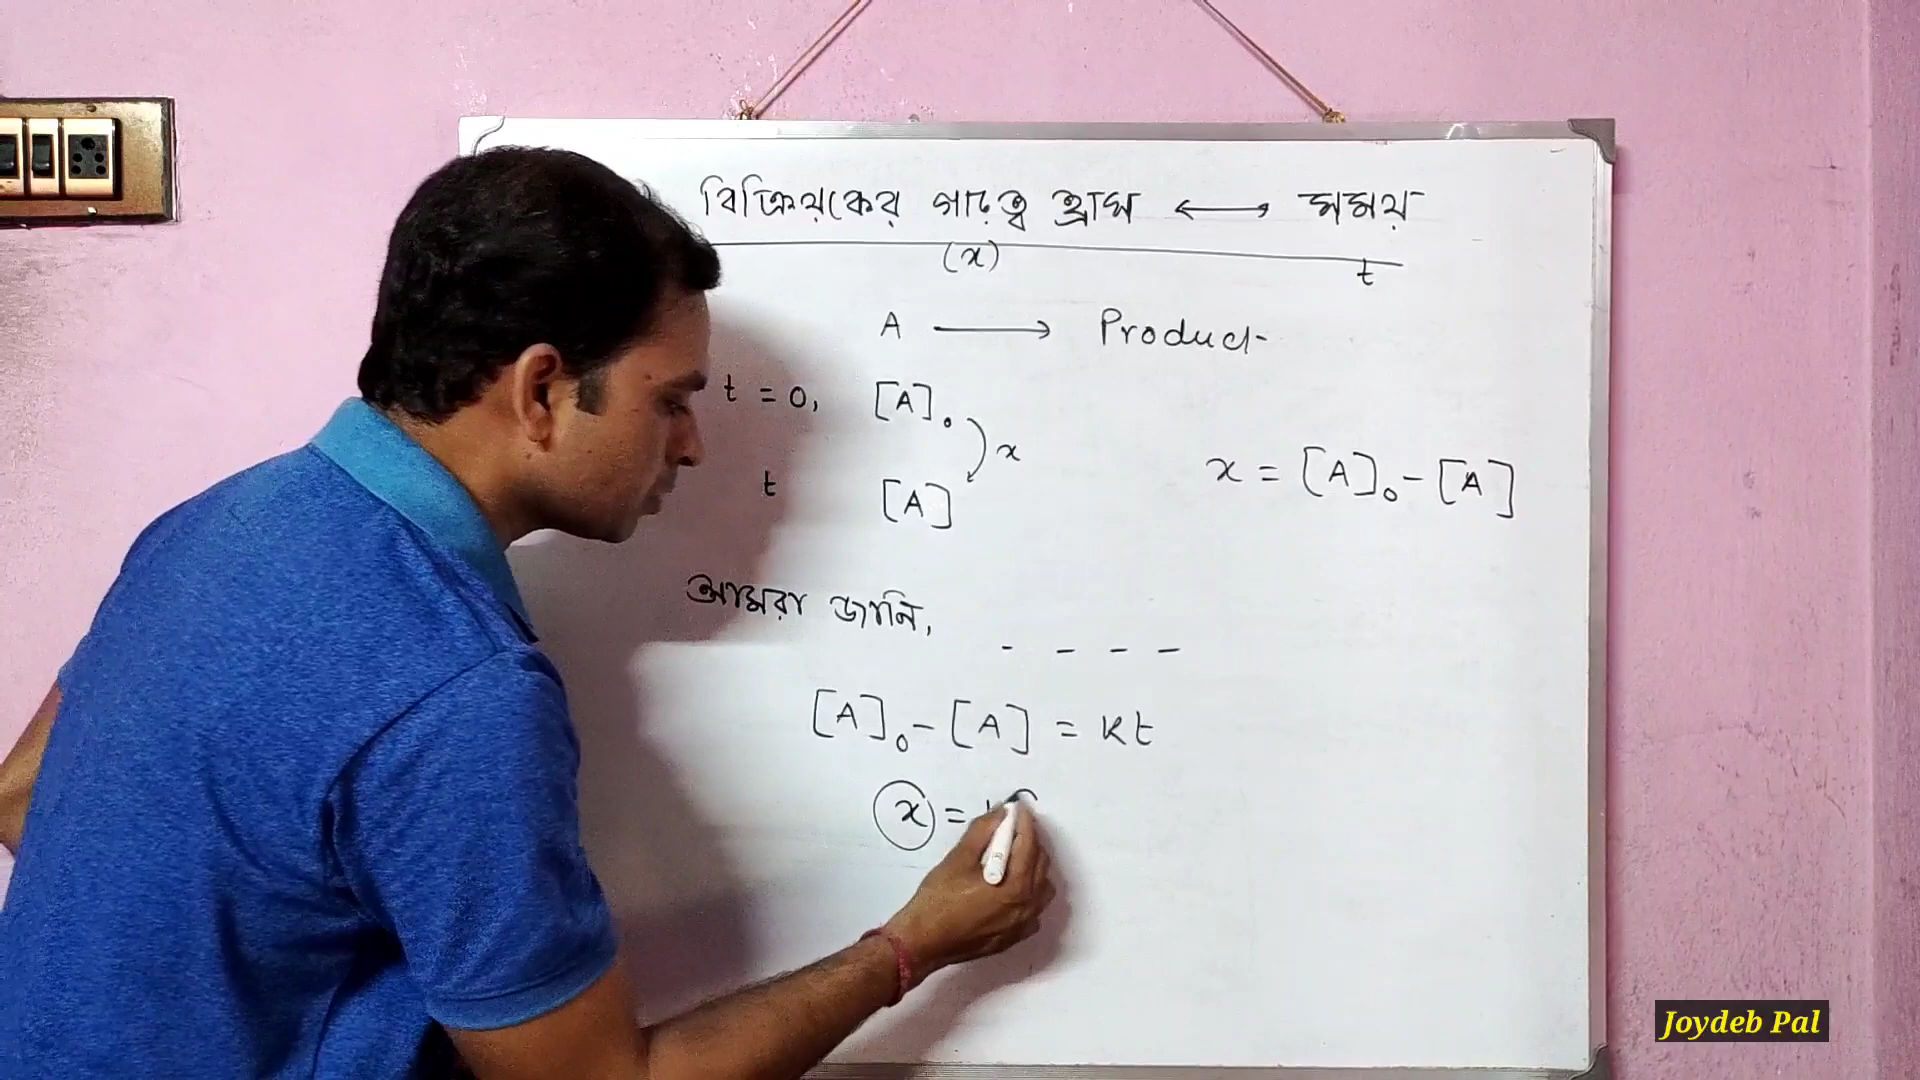 বিক্রিয়কের গাঢ়ত্ব হ্রাস ⟷ সময়
(x) t
A ⟶ Product
t = 0, [A]₀
x
t [A]
x = [A]₀ - [A]
আমরা জানি,
- - - -
[A]₀ - [A] = Kt
x =
Joydeb Pal